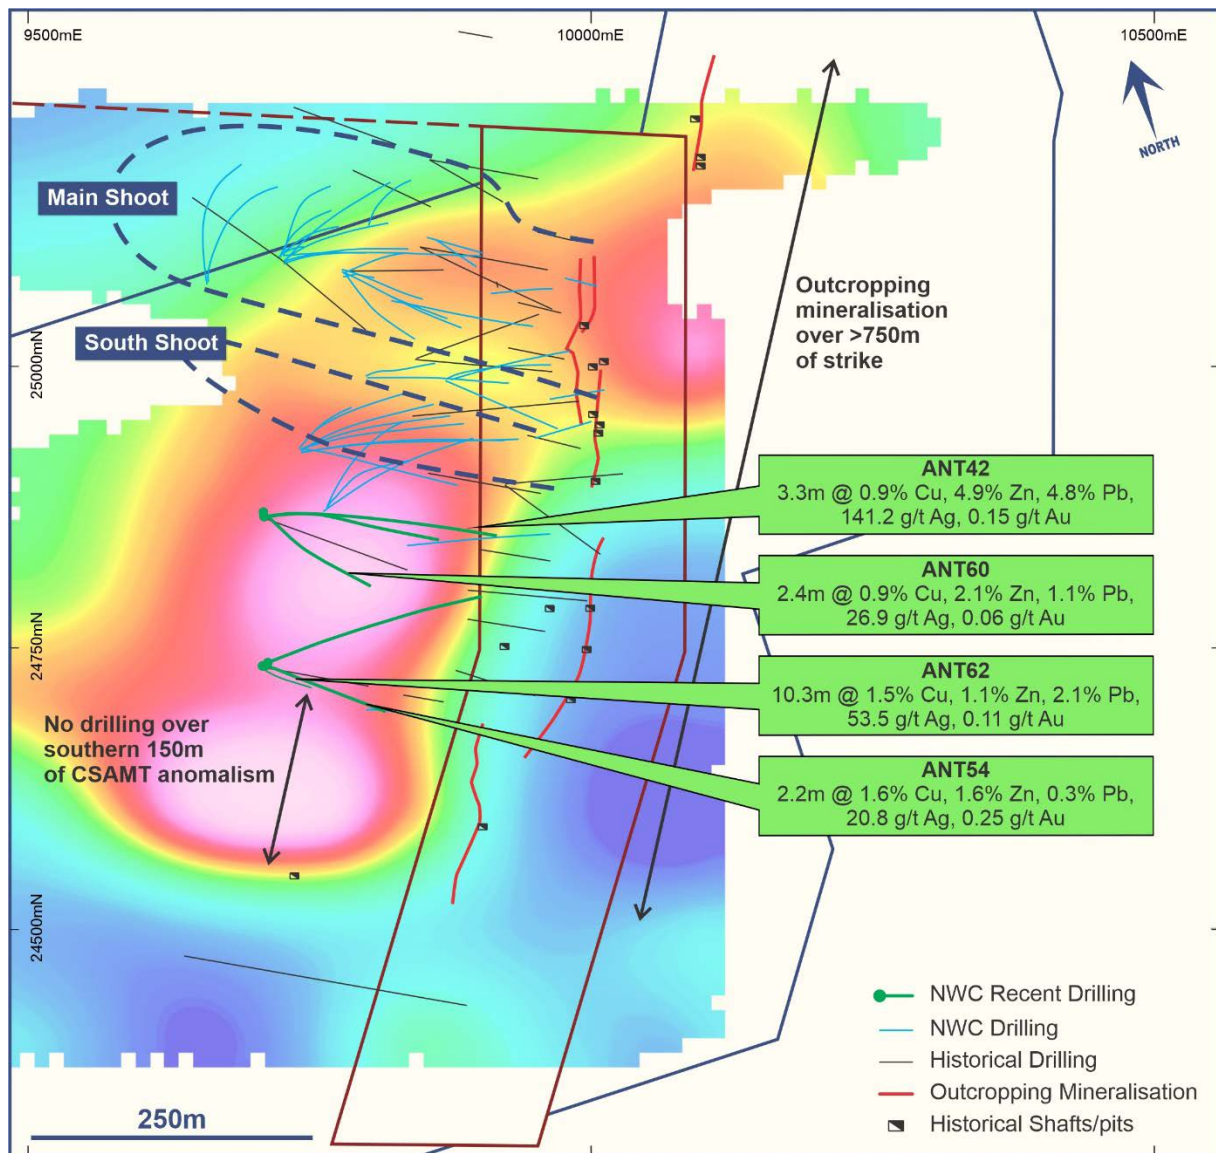 9500mE
10000mE
10500mE
NORTH
Main Shoot
South Shoot
Outcropping
mineralisation
over >750m
of strike
25000mN
24750mN
24500mN
ANT42
3.3m @ 0.9% Cu, 4.9% Zn, 4.8% Pb,
141.2 g/t Ag, 0.15 g/t Au
ANT60
2.4m @ 0.9% Cu, 2.1% Zn, 1.1% Pb,
26.9 g/t Ag, 0.06 g/t Au
ANT62
10.3m @ 1.5% Cu, 1.1% Zn, 2.1% Pb,
53.5 g/t Ag, 0.11 g/t Au
ANT54
2.2m @ 1.6% Cu, 1.6% Zn, 0.3% Pb,
20.8 g/t Ag, 0.25 g/t Au
No drilling over
southern 150m
of CSAMT anomalism
NWC Recent Drilling
NWC Drilling
Historical Drilling
Outcropping Mineralisation
Historical Shafts/pits
250m